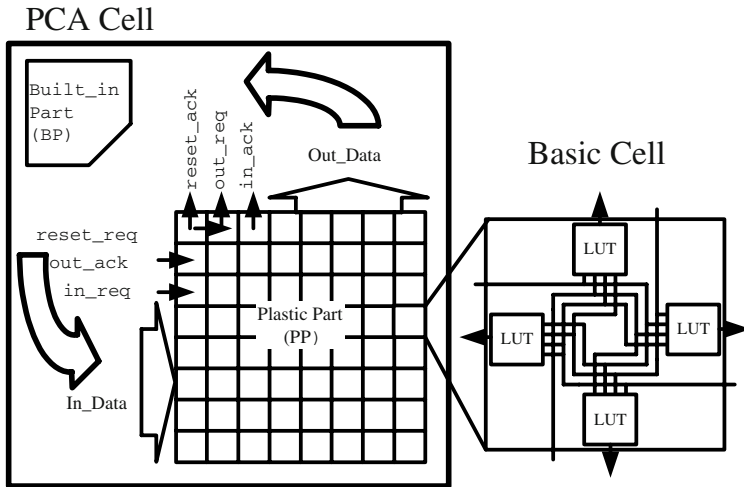 PCA Cell
Built_in
Part
(BP)
reset_ack
out_req
in_ack
Out_Data
Basic Cell
reset_req
out_ack
in_req
In_Data
Plastic Part
(PP)
LUT
LUT
LUT
LUT